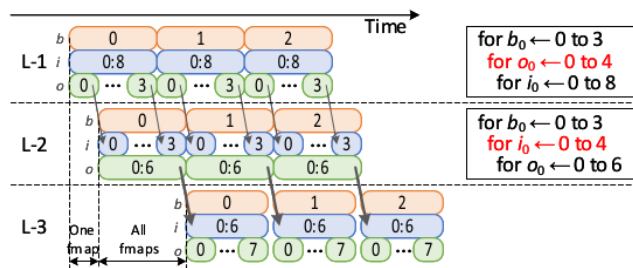 Time
b 0 1 2
L-1 i 0:8 0:8 0:8
o 0 ••• 3 0 ••• 3 0 ••• 3
for b₀ ← 0 to 3
for o₀ ← 0 to 4
for i₀ ← 0 to 8
b 0 1 2
L-2 i 0 ••• 3 0 ••• 3 0 ••• 3
o 0:6 0:6 0:6
for b₀ ← 0 to 3
for i₀ ← 0 to 4
for o₀ ← 0 to 6
b 0 1 2
L-3 i 0:6 0:6 0:6
o 0 ••• 7 0 ••• 7 0 ••• 7
One
fmap
All
fmaps